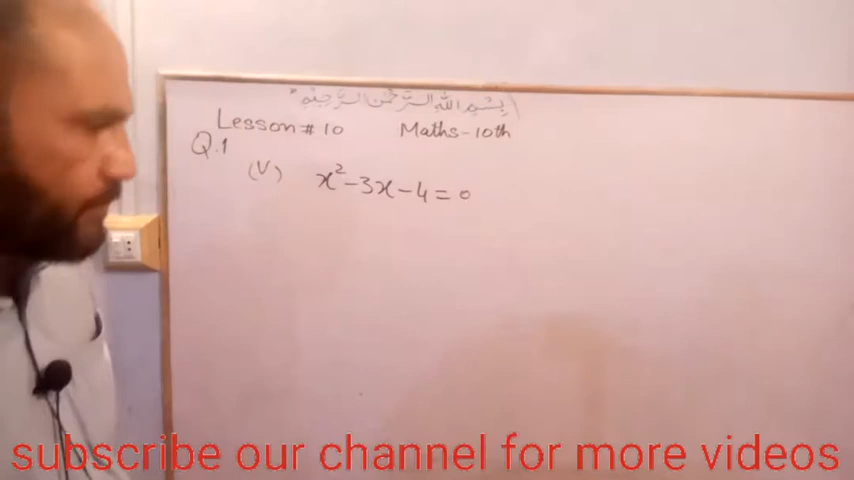 بسم الله الرحمن الرحيم
Lesson # 10 Maths-10th
Q.1
(V) x²-3x-4=0
subscribe our channel for more videos